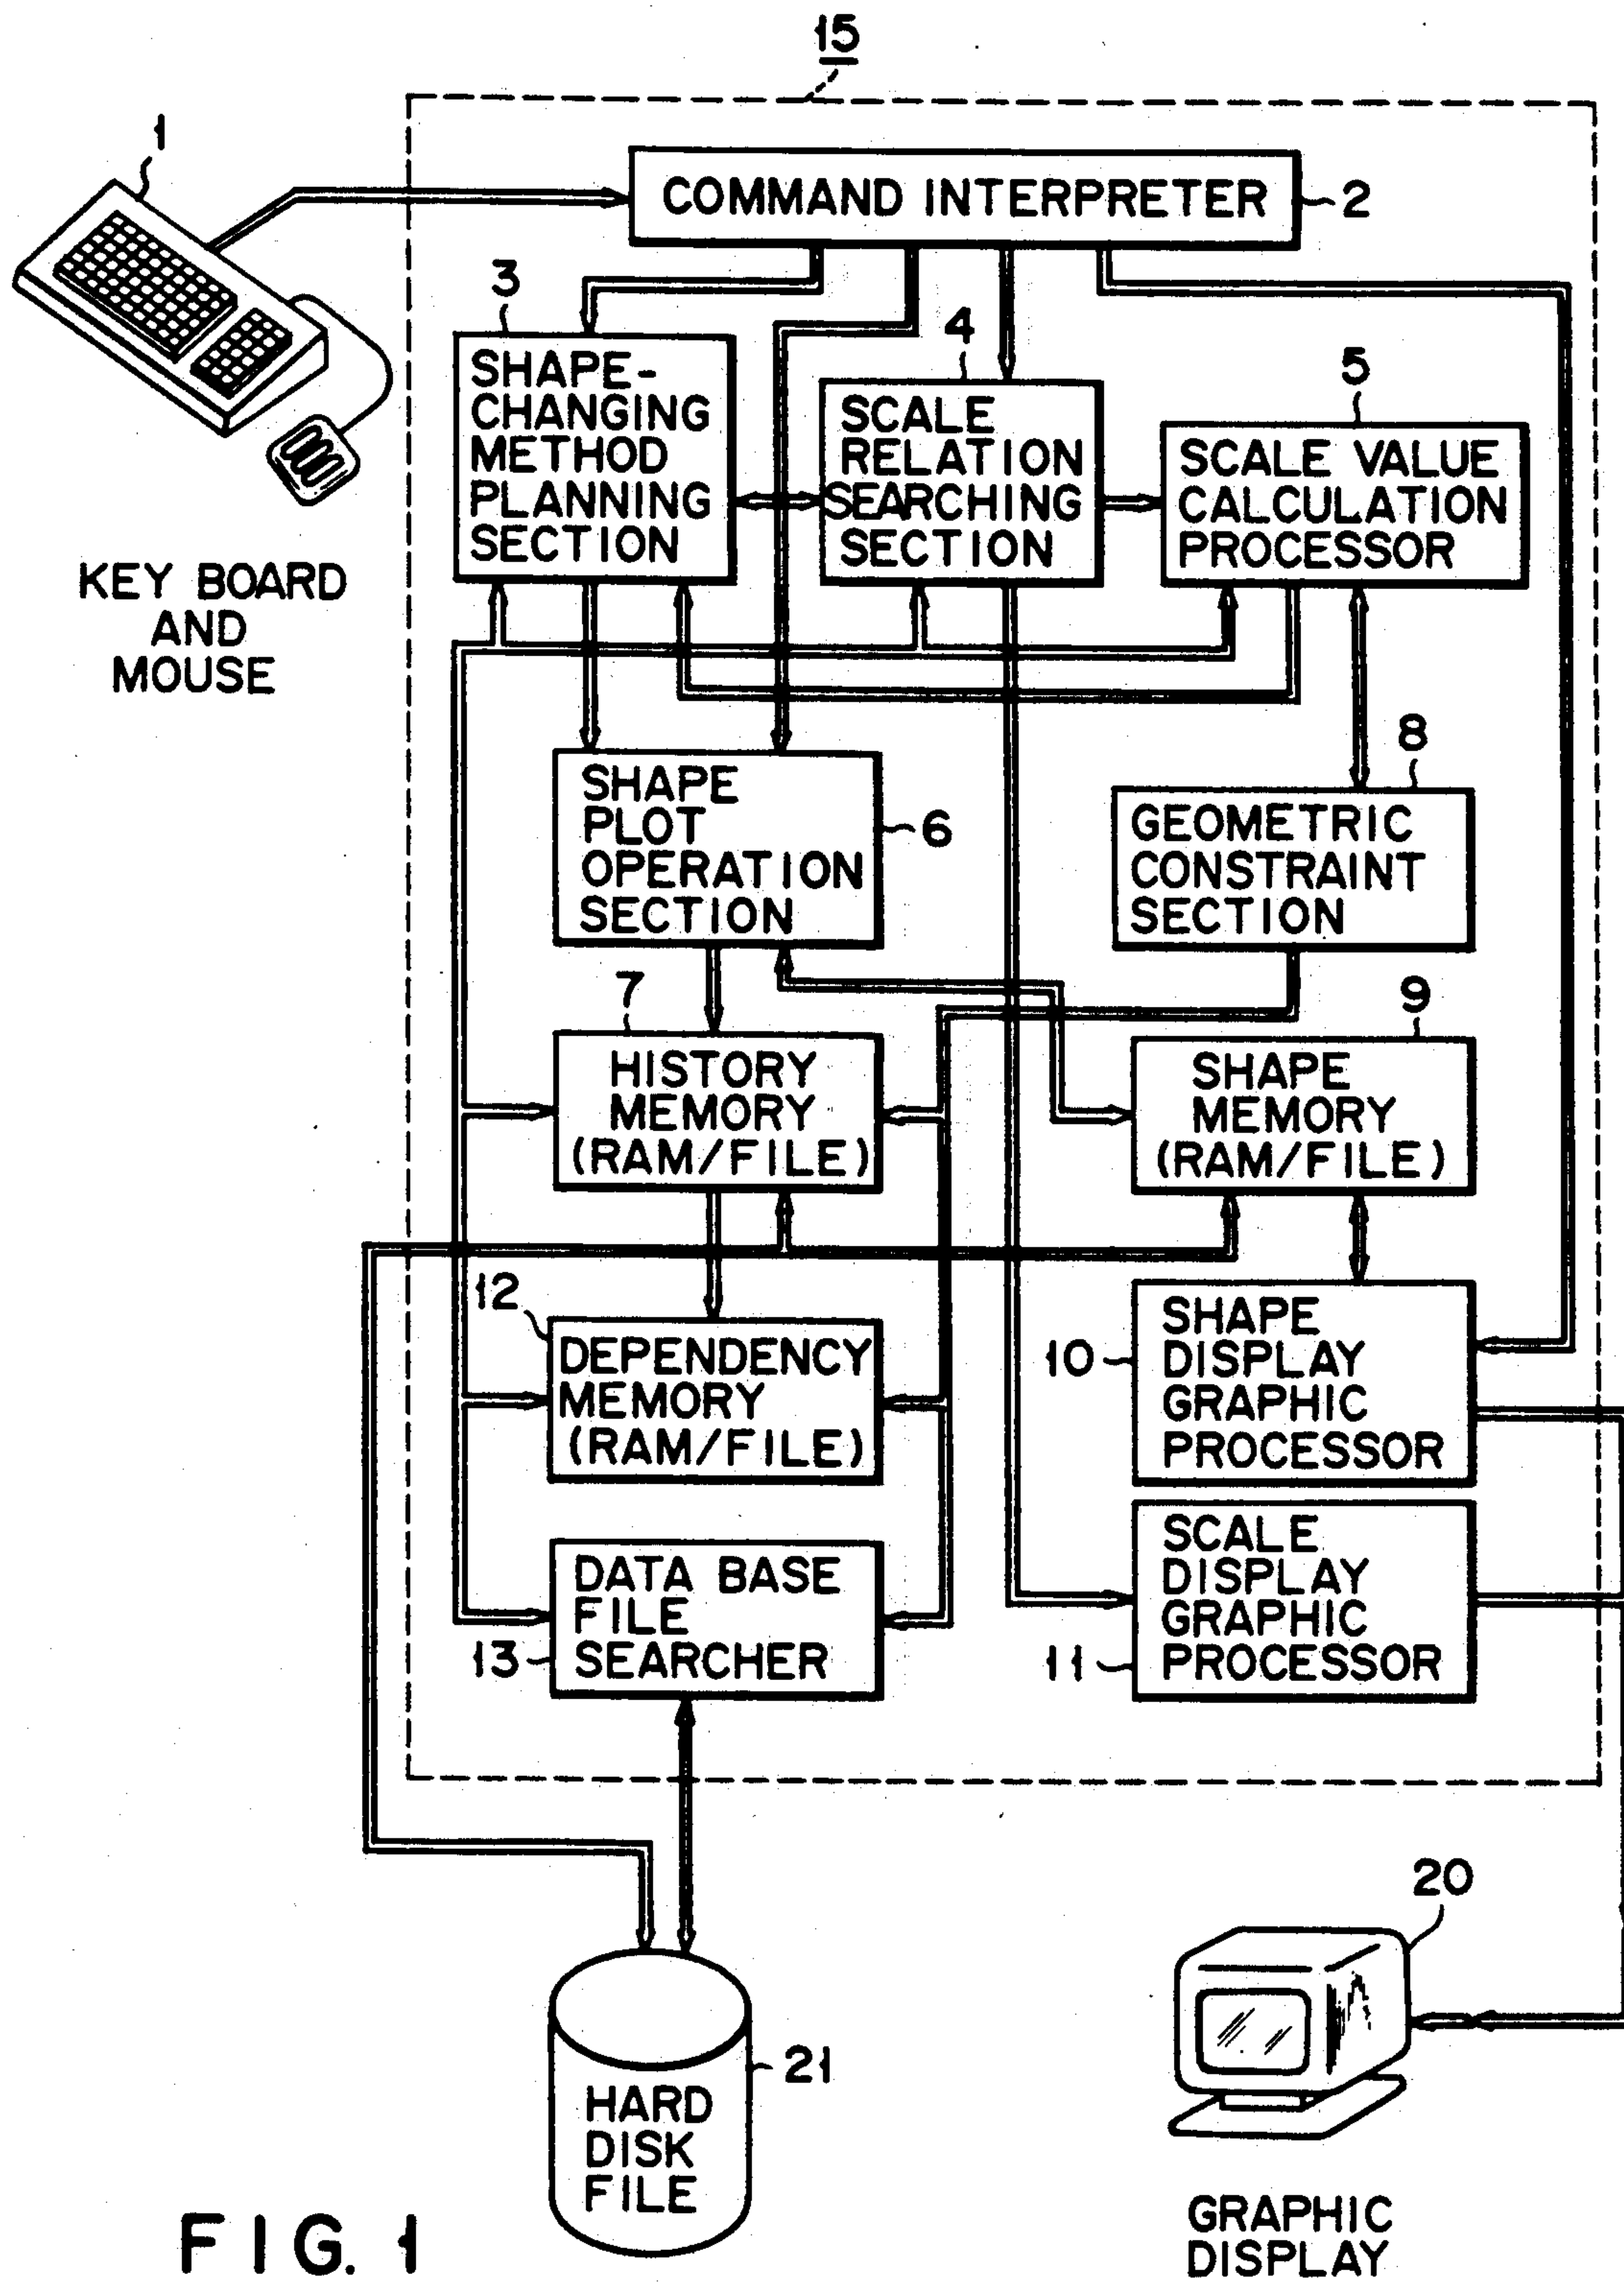 15
1
COMMAND INTERPRETER
2
3
SHAPE-
CHANGING
METHOD
PLANNING
SECTION
4
SCALE
RELATION
SEARCHING
SECTION
5
SCALE VALUE
CALCULATION
PROCESSOR
KEY BOARD
AND
MOUSE
SHAPE
PLOT
OPERATION
SECTION
6
8
GEOMETRIC
CONSTRAINT
SECTION
7
HISTORY
MEMORY
(RAM/FILE)
9
SHAPE
MEMORY
(RAM/FILE)
12
DEPENDENCY
MEMORY
(RAM/FILE)
10
SHAPE
DISPLAY
GRAPHIC
PROCESSOR
DATA BASE
FILE
SEARCHER
13
SCALE
DISPLAY
GRAPHIC
PROCESSOR
11
20
21
HARD
DISK
FILE
GRAPHIC
DISPLAY
FIG. 1